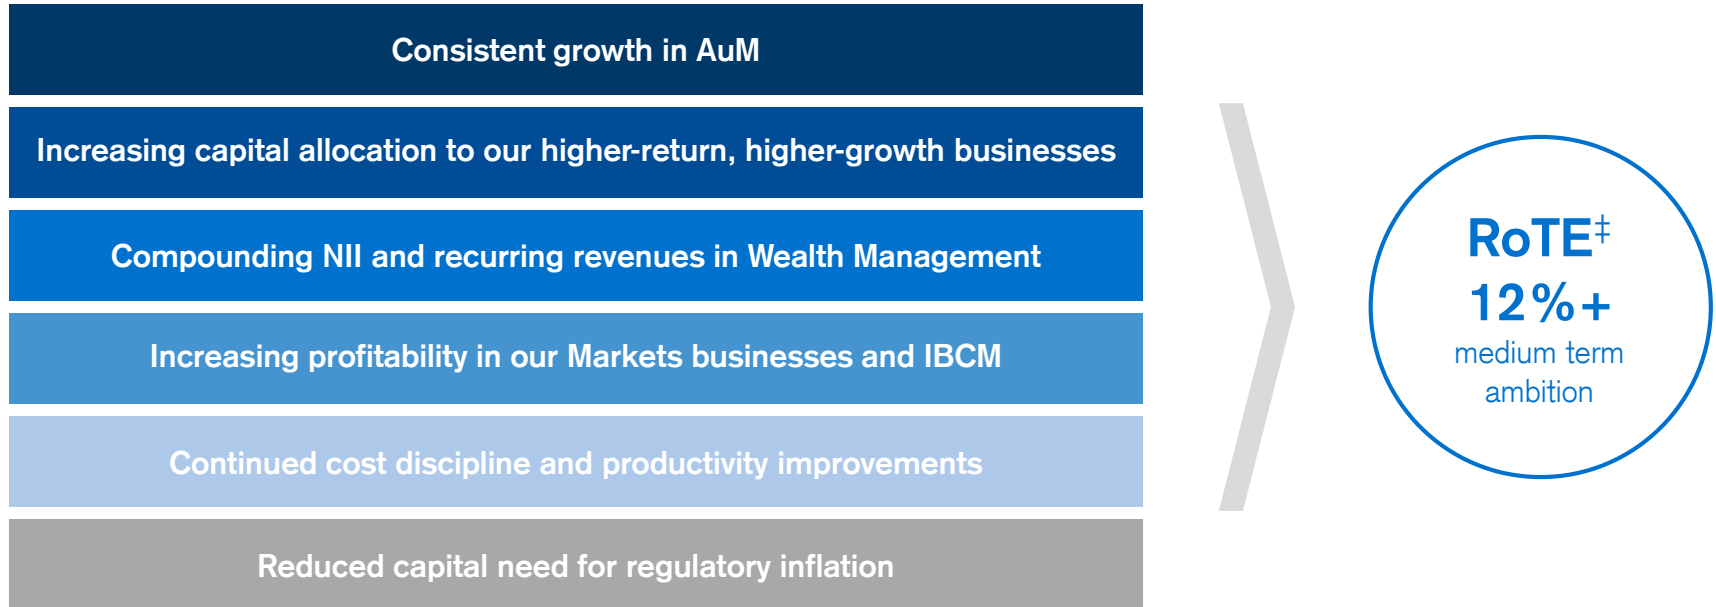 Consistent growth in AuM
Increasing capital allocation to our higher-return, higher-growth businesses
Compounding NII and recurring revenues in Wealth Management
Increasing profitability in our Markets businesses and IBCM
Continued cost discipline and productivity improvements
Reduced capital need for regulatory inflation
RoTE‡
12%+
medium term
ambition